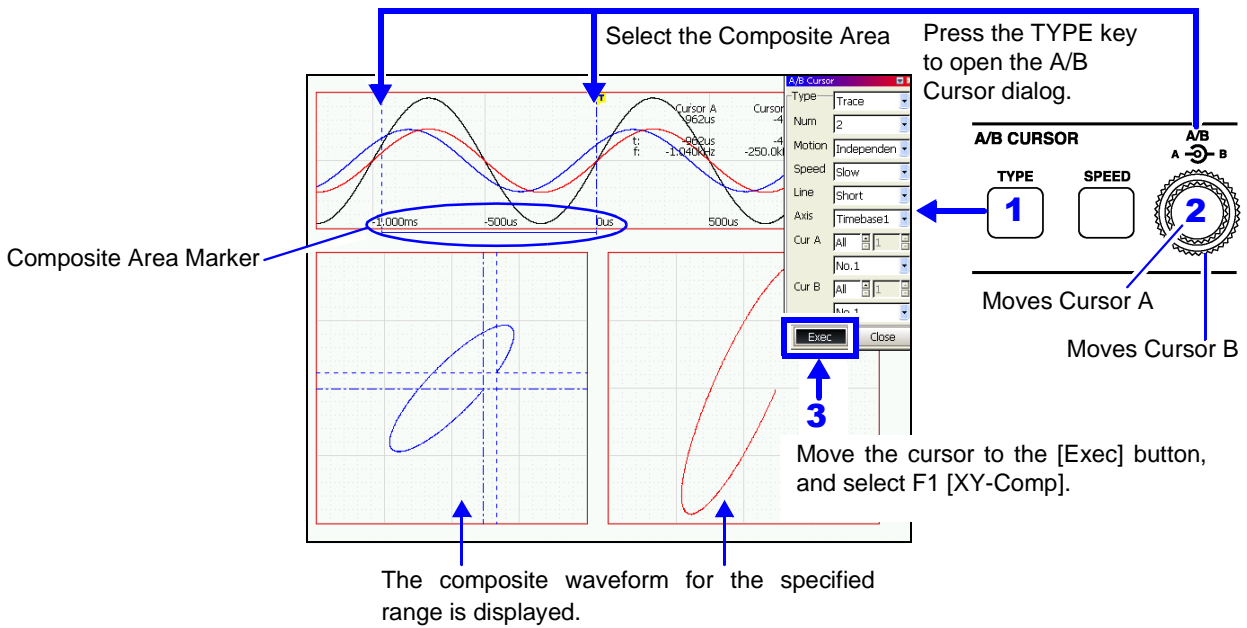 Select the Composite Area
Press the TYPE key
to open the A/B
Cursor dialog.
A/B Cursor
Type
Trace
Num
2
Motion
Independen
Speed
Slow
Line
Short
Axis
Timebase1
Cur A
All
1
No.1
Cur B
All
1
No.1
Exec
Close
T
Cursor A
Cursor
-962us
-4
t:
-962us
-4
f:
-1.040kHz
-250.0k
-1.000ms
-500us
0us
500us
Composite Area Marker
A/B CURSOR
A/B
A
B
TYPE
SPEED
1
2
Moves Cursor A
Moves Cursor B
3
Move the cursor to the [Exec] button,
and select F1 [XY-Comp].
The composite waveform for the specified
range is displayed.